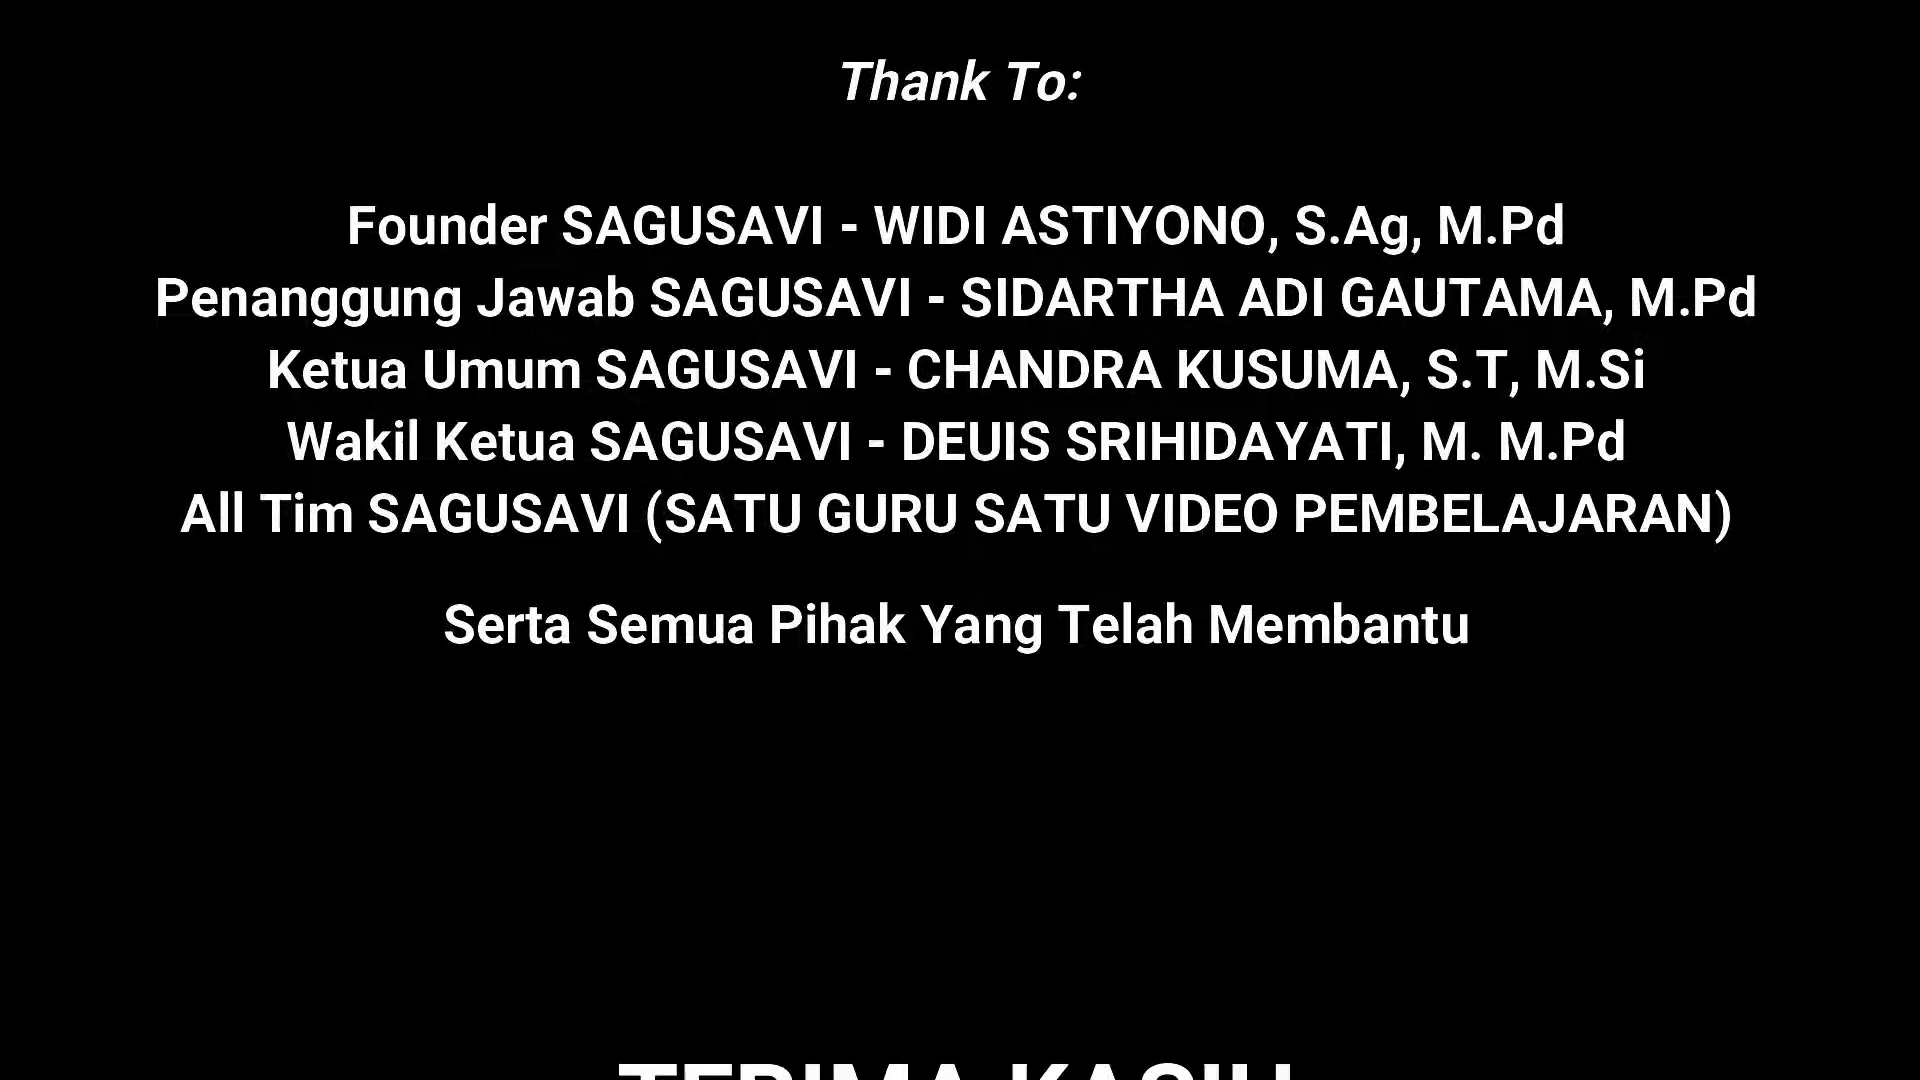 Thank To:
Founder SAGUSAVI - WIDI ASTIYONO, S.Ag, M.Pd
Penanggung Jawab SAGUSAVI - SIDARTHA ADI GAUTAMA, M.Pd
Ketua Umum SAGUSAVI - CHANDRA KUSUMA, S.T, M.Si
Wakil Ketua SAGUSAVI - DEUIS SRIHIDAYATI, M. M.Pd
All Tim SAGUSAVI (SATU GURU SATU VIDEO PEMBELAJARAN)
Serta Semua Pihak Yang Telah Membantu
TERIMA KASIH